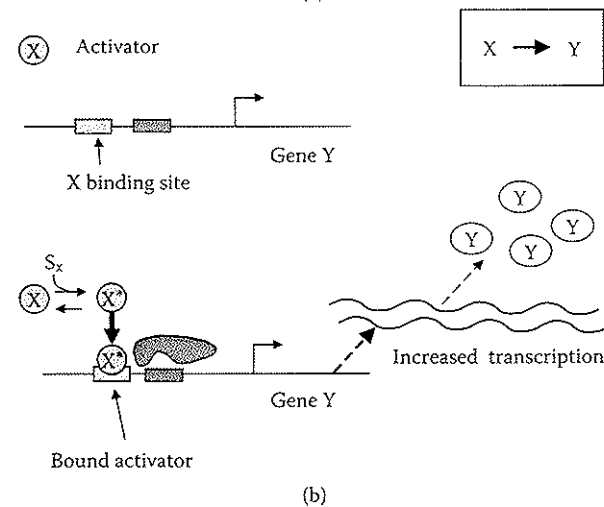 X Activator
X → Y
Gene Y
X binding site
Y
Y
Y
Y
Sx
X
X*
X*
Increased transcription
Gene Y
Bound activator
(b)